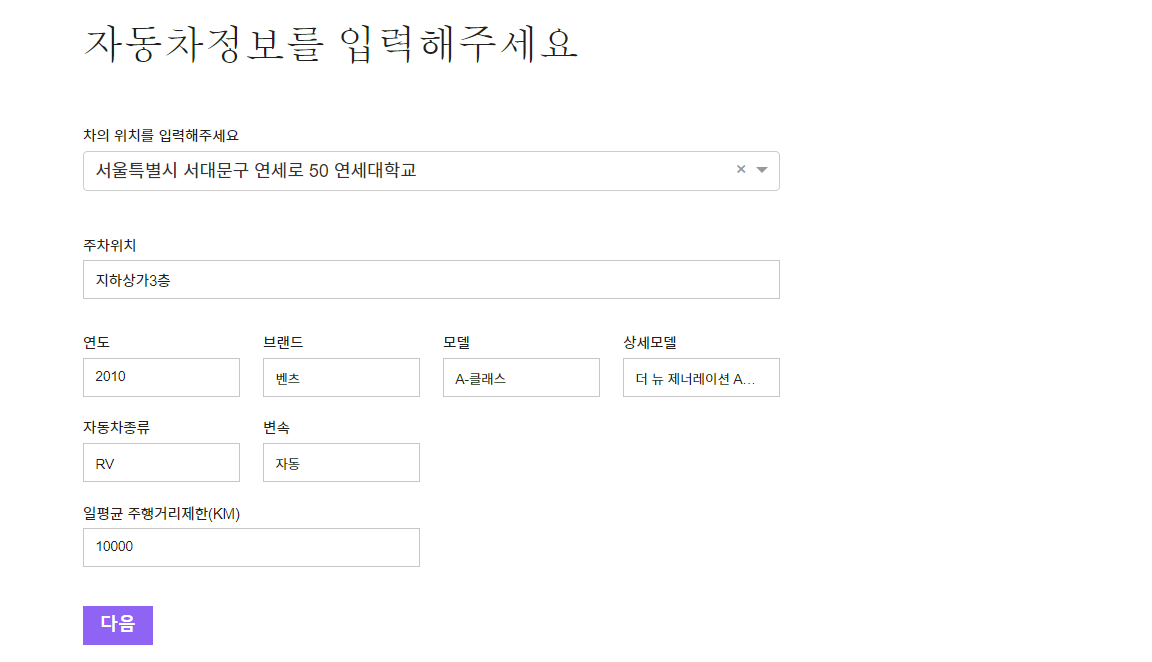 자동차정보를 입력해주세요
차의 위치를 입력해주세요
서울특별시 서대문구 연세로 50 연세대학교
주차위치
지하상가3층
연도 브랜드 모델 상세모델
2010 벤츠 A-클래스 더 뉴 제너레이션 A...
자동차종류 변속
RV 자동
일평균 주행거리제한(KM)
10000
다음